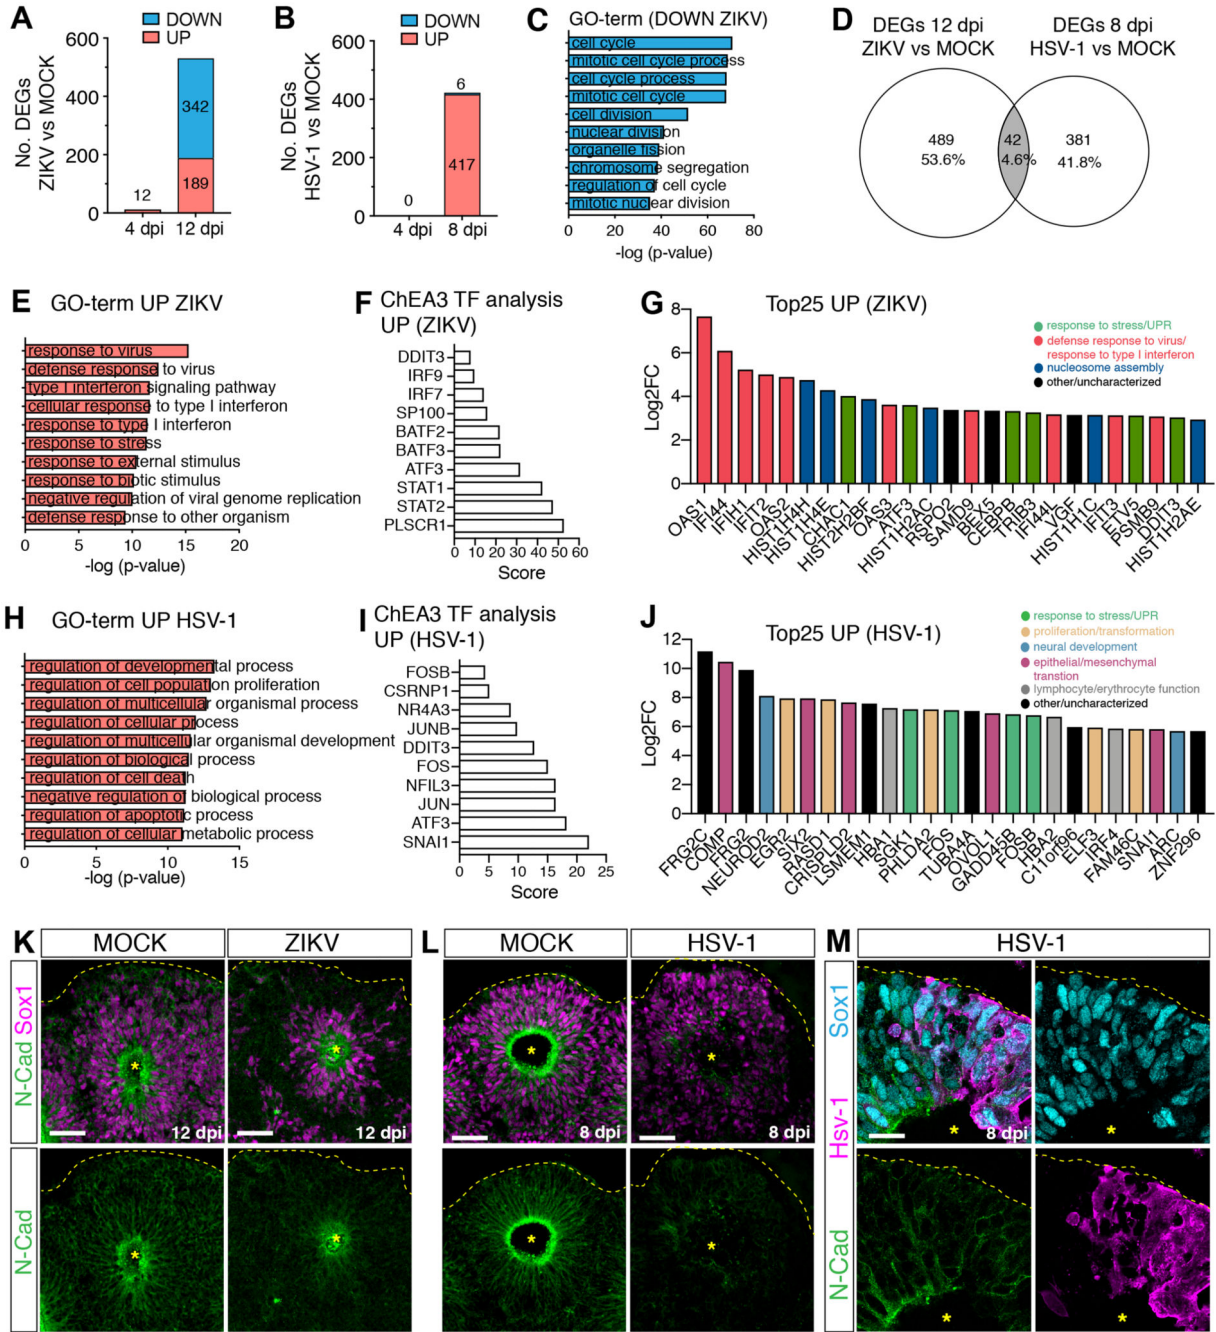 A
DOWN
UP
No. DEGs
ZIKV vs MOCK
600
400
200
0
12
342
189
4 dpi
12 dpi
B
DOWN
UP
No. DEGs
HSV-1 vs MOCK
600
400
200
0
0
6
417
4 dpi
8 dpi
C
GO-term (DOWN ZIKV)
cell cycle
mitotic cell cycle process
cell cycle process
mitotic cell cycle
cell division
nuclear division
organelle fission
chromosome segregation
regulation of cell cycle
mitotic nuclear division
0 20 40 60 80
-log (p-value)
D
DEGs 12 dpi
ZIKV vs MOCK
DEGs 8 dpi
HSV-1 vs MOCK
489
53.6%
42
4.6%
381
41.8%
E
GO-term UP ZIKV
response to virus
defense response to virus
type I interferon signaling pathway
cellular response to type I interferon
response to type I interferon
response to stress
response to external stimulus
response to biotic stimulus
negative regulation of viral genome replication
defense response to other organism
0 5 10 15 20
-log (p-value)
F
ChEA3 TF analysis
UP (ZIKV)
DDIT3
IRF9
IRF7
SP100
BATF2
BATF3
ATF3
STAT1
STAT2
PLSCR1
0 10 20 30 40 50 60
Score
G
Top25 UP (ZIKV)
response to stress/UPR
defense response to virus/
response to type I interferon
nucleosome assembly
other/uncharacterized
Log2FC
8
6
4
2
0
OAS1
IFI44
IFIH1
IFIT2
OAS2
HIST1H4H
HIST1H4E
CHAC1
HIST2H2BF
OAS3
ATF3
HIST1H2AC
RSPO2
SAMD9
BEX5
CEBPB
TRIB3
IFI44L
VGF
HIST1H1C
IFIT3
ETV5
PSMB9
DDIT3
HIST1H2AE
H
GO-term UP HSV-1
regulation of developmental process
regulation of cell population proliferation
regulation of multicellular organismal process
regulation of cellular process
regulation of multicellular organismal development
regulation of biological process
regulation of cell death
negative regulation of biological process
regulation of apoptotic process
regulation of cellular metabolic process
0 5 10 15
-log (p-value)
I
ChEA3 TF analysis
UP (HSV-1)
FOSB
CSRNP1
NR4A3
JUNB
DDIT3
FOS
NFIL3
JUN
ATF3
SNAI1
0 5 10 15 20 25
Score
J
Top25 UP (HSV-1)
response to stress/UPR
proliferation/transformation
neural development
epithelial/mesenchymal
transtion
lymphocyte/erythrocyte function
other/uncharacterized
Log2FC
12
10
8
6
4
2
0
FRG2C
COMP
FRG2
NEUROD2
EGR2
SIX2
RASD1
CRISPLD2
LSMEM1
HBA1
SGK1
PHLDA2
FOS
TUBA4A
OVOL1
GADD45B
FOSB
HBA2
C11orf96
ELF3
IRF4
FAM46C
SNAI1
ARC
ZNF296
K
MOCK
ZIKV
N-Cad Sox1
12 dpi
12 dpi
N-Cad
L
MOCK
HSV-1
8 dpi
8 dpi
M
HSV-1
Sox1
Hsv-1
N-Cad
8 dpi